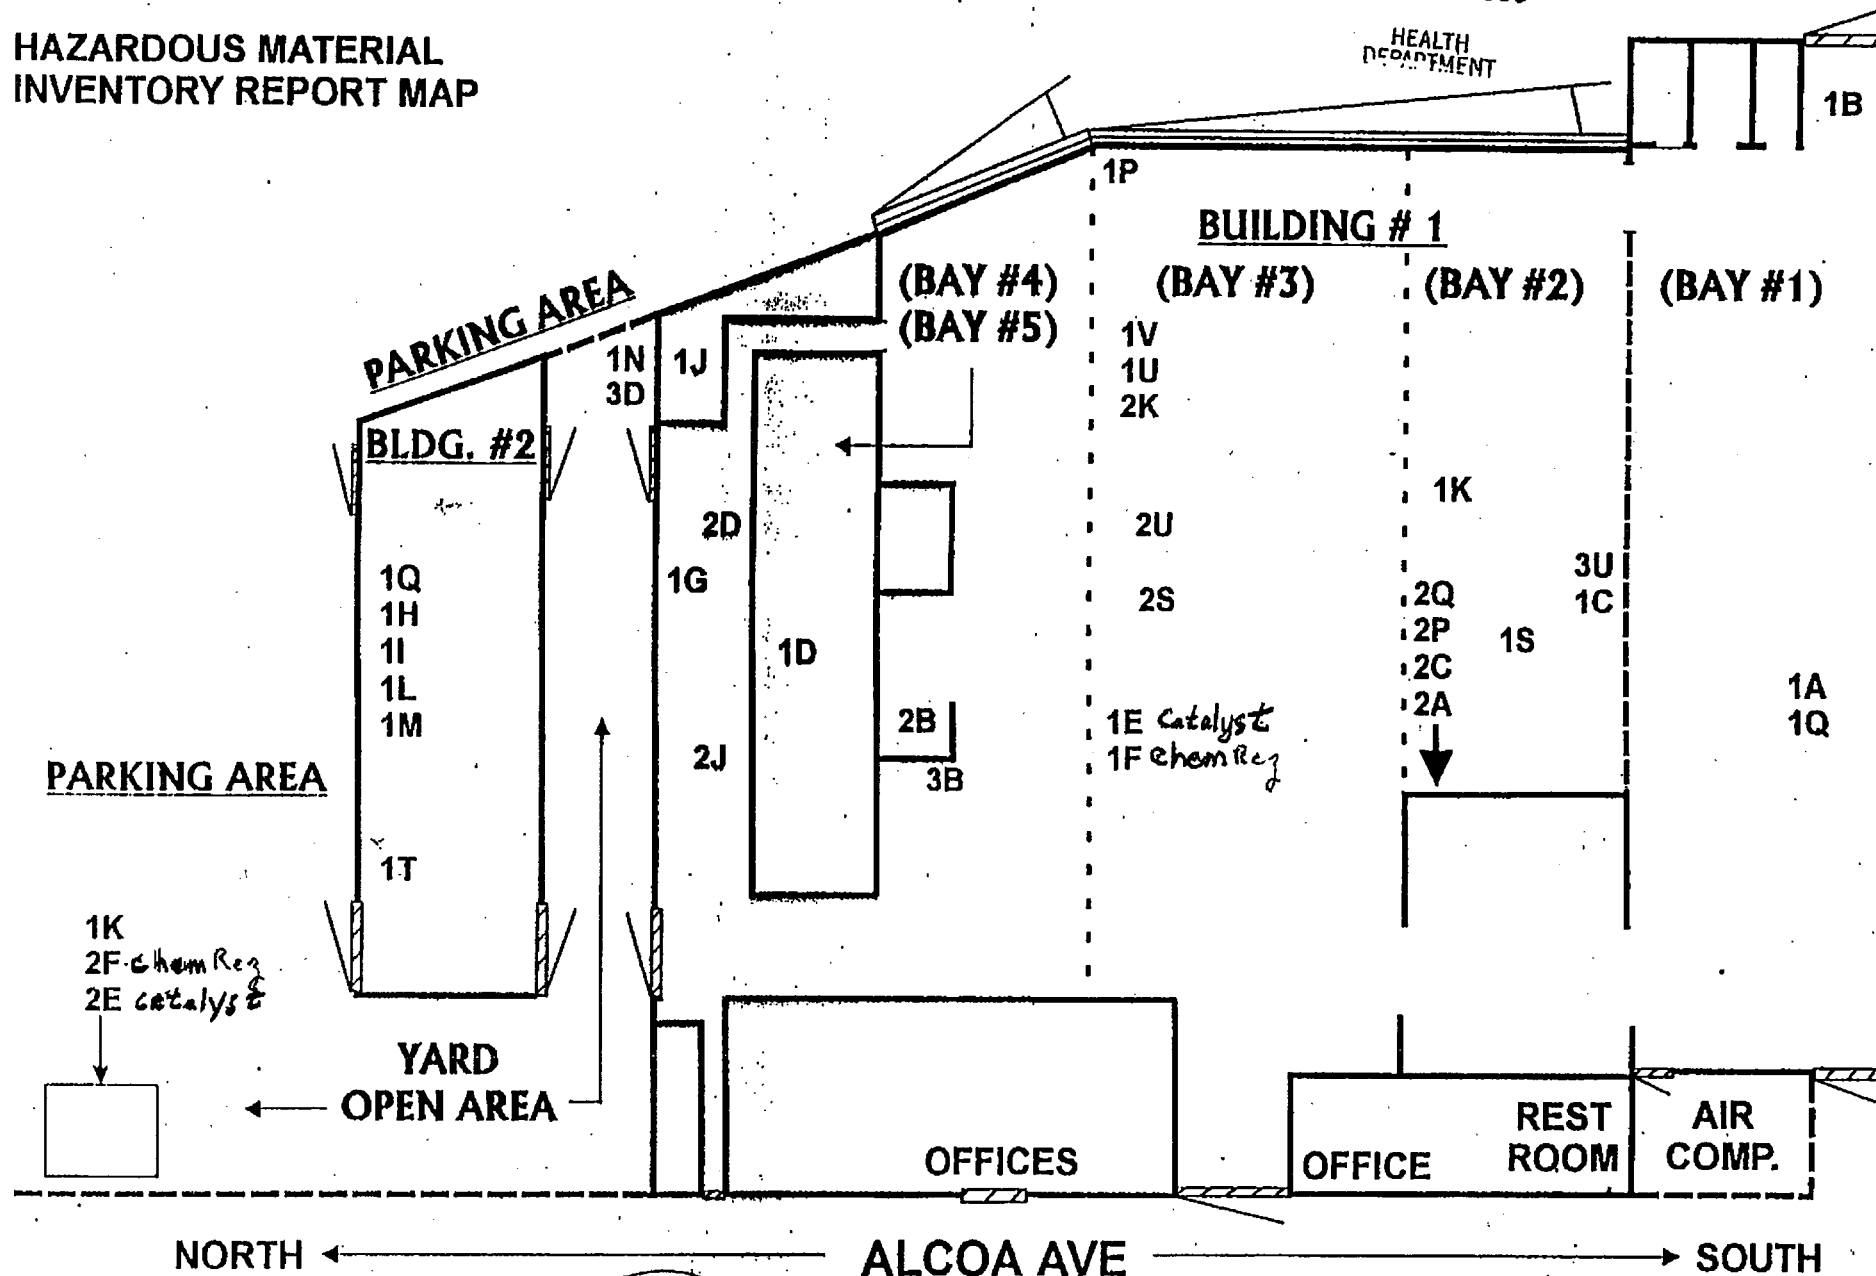 HAZARDOUS MATERIAL
INVENTORY REPORT MAP
HEALTH
DEPARTMENT
1B
1P
BUILDING # 1
(BAY #4)
(BAY #5)
(BAY #3)
(BAY #2)
(BAY #1)
PARKING AREA
1N
3D
1J
1V
1U
2K
BLDG. #2
1K
2D
2U
1G
2S
3U
1C
1Q
1H
1I
1L
1M
2Q
2P
2C
2A
1S
1D
1A
1Q
2B
3B
2J
1E Catalyst
1F ChemRez
PARKING AREA
1T
1K
2F ChemRez
2E catalyst
YARD
OPEN AREA
OFFICES
OFFICE
REST
ROOM
AIR
COMP.
NORTH
ALCOA AVE
SOUTH